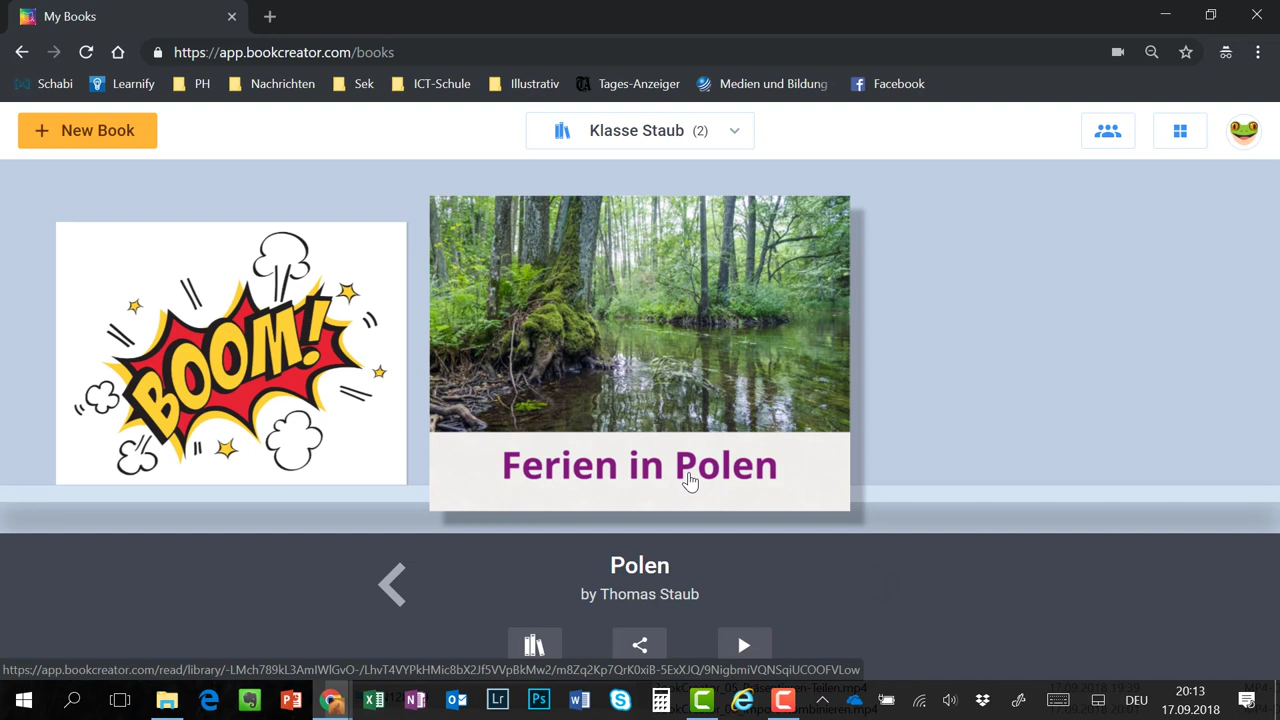 My Books
https://app.bookcreator.com/books
Schabi Learnify PH Nachrichten Sek ICT-Schule Illustrativ Tages-Anzeiger Medien und Bildung Facebook
+ New Book
Klasse Staub (2)
BOOM!
Ferien in Polen
Polen
by Thomas Staub
https://app.bookcreator.com/read/library/-LMch789kL3AmIWlGvO-/LhvT4VYPkHMic8bX2Jf5VVpBkMw2/m8Zq2Kp7QrK0xiB-5ExXJQ/9NigbmiVQNSqiUCOOFVLow
DEU
20:13
17.09.2018